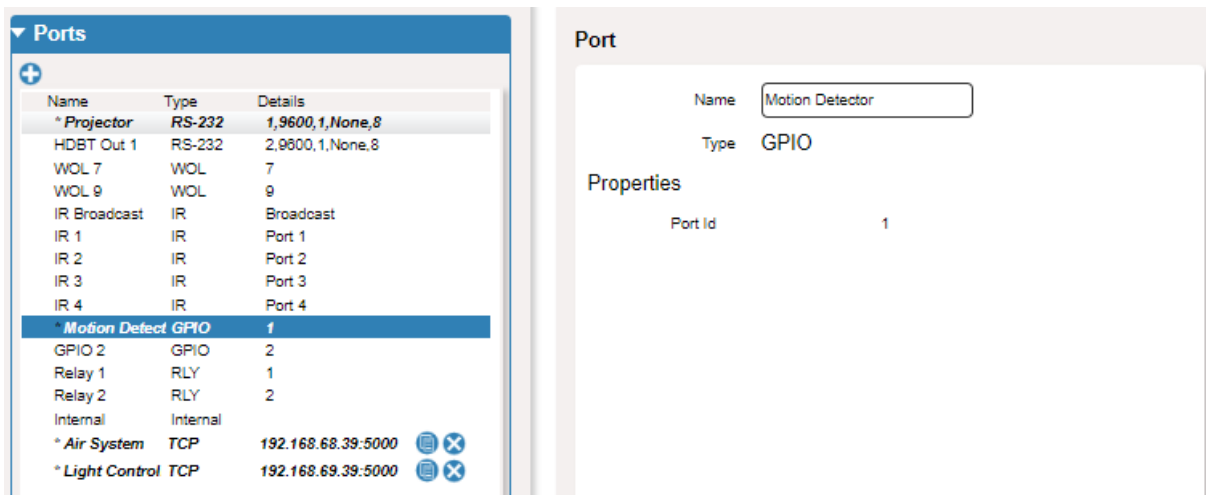 Ports
Name Type Details
* Projector RS-232 1,9600,1,None,8
HDBT Out 1 RS-232 2,9600,1,None,8
WOL 7 WOL 7
WOL 9 WOL 9
IR Broadcast IR Broadcast
IR 1 IR Port 1
IR 2 IR Port 2
IR 3 IR Port 3
IR 4 IR Port 4
* Motion Detect GPIO 1
GPIO 2 GPIO 2
Relay 1 RLY 1
Relay 2 RLY 2
Internal Internal
* Air System TCP 192.168.68.39:5000
* Light Control TCP 192.168.69.39:5000
Port
Name Motion Detector
Type GPIO
Properties
Port Id 1